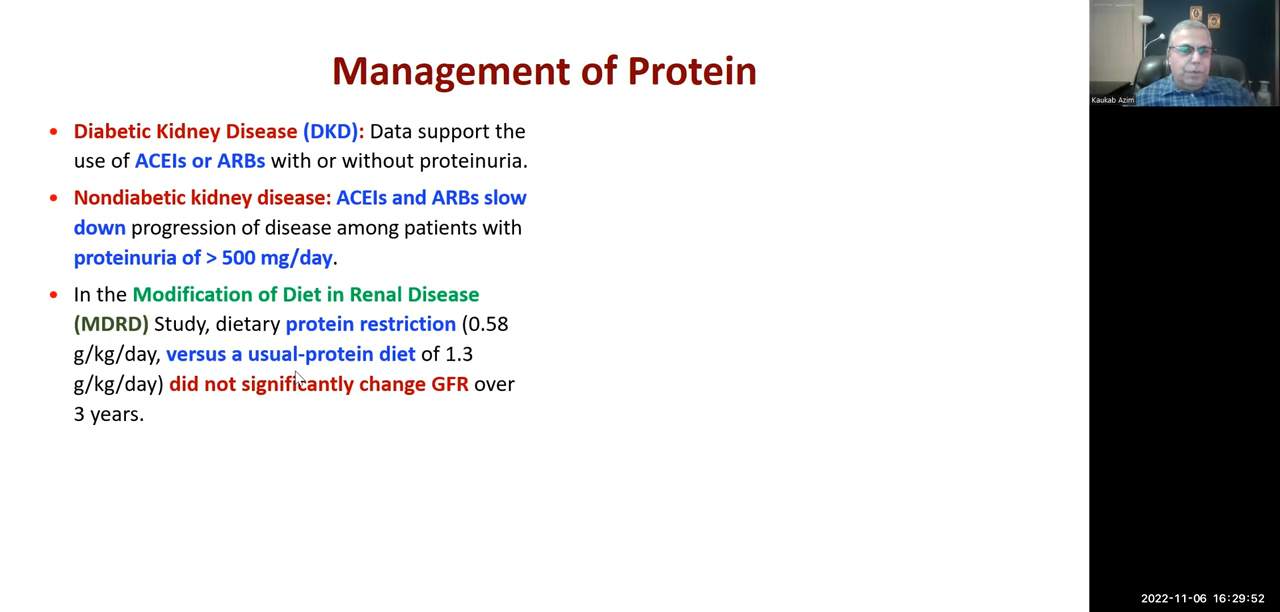 Management of Protein
• Diabetic Kidney Disease (DKD): Data support the
use of ACEIs or ARBs with or without proteinuria.
• Nondiabetic kidney disease: ACEIs and ARBs slow
down progression of disease among patients with
proteinuria of > 500 mg/day.
• In the Modification of Diet in Renal Disease
(MDRD) Study, dietary protein restriction (0.58
g/kg/day, versus a usual-protein diet of 1.3
g/kg/day) did not significantly change GFR over
3 years.
Kaukab Azim
2022-11-06 16:29:52